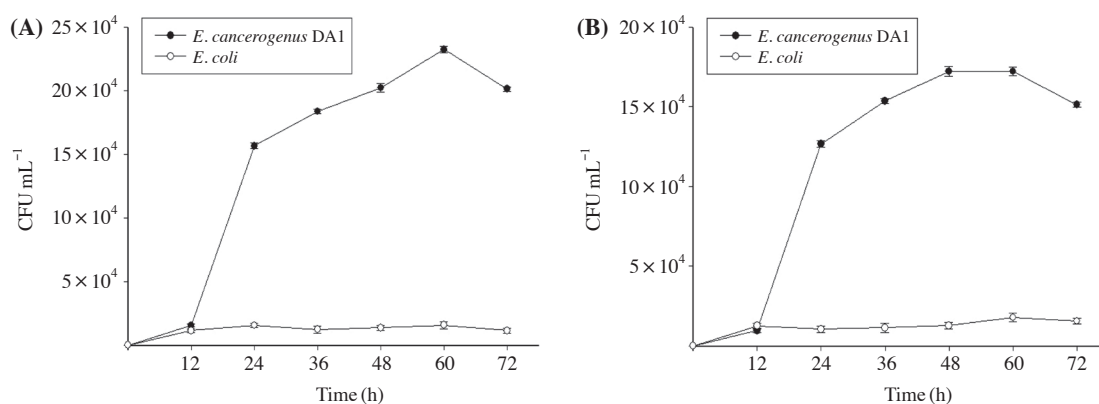 (A)
E. cancerogenus DA1
E. coli
25 × 10⁴
20 × 10⁴
15 × 10⁴
10 × 10⁴
5 × 10⁴
CFU mL⁻¹
12 24 36 48 60 72
Time (h)
(B)
E. cancerogenus DA1
E. coli
20 × 10⁴
15 × 10⁴
10 × 10⁴
5 × 10⁴
CFU mL⁻¹
12 24 36 48 60 72
Time (h)